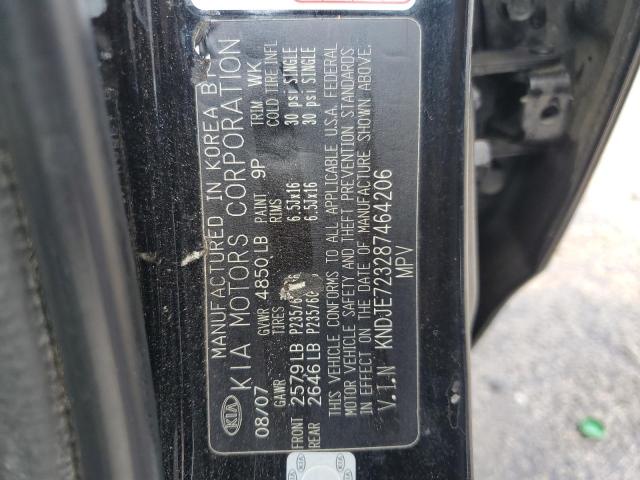 MANUFACTURED IN KOREA BY
KIA KIA MOTORS CORPORATION
08/07 GVWR 4850LB PAINT 9P TRIM WK
GAWR TIRES RIMS COLD TIRE INFL
FRONT 2579LB P235/6 6.5Jx16 30 psi SINGLE
REAR 2646LB P235/60 6.5Jx16 30 psi SINGLE
THIS VEHICLE CONFORMS TO ALL APPLICABLE U.S.A. FEDERAL
MOTOR VEHICLE SAFETY AND THEFT PREVENTION STANDARDS
IN EFFECT ON THE DATE OF MANUFACTURE SHOWN ABOVE.
V.I.N KNDJE723287464206
MPV
KIA